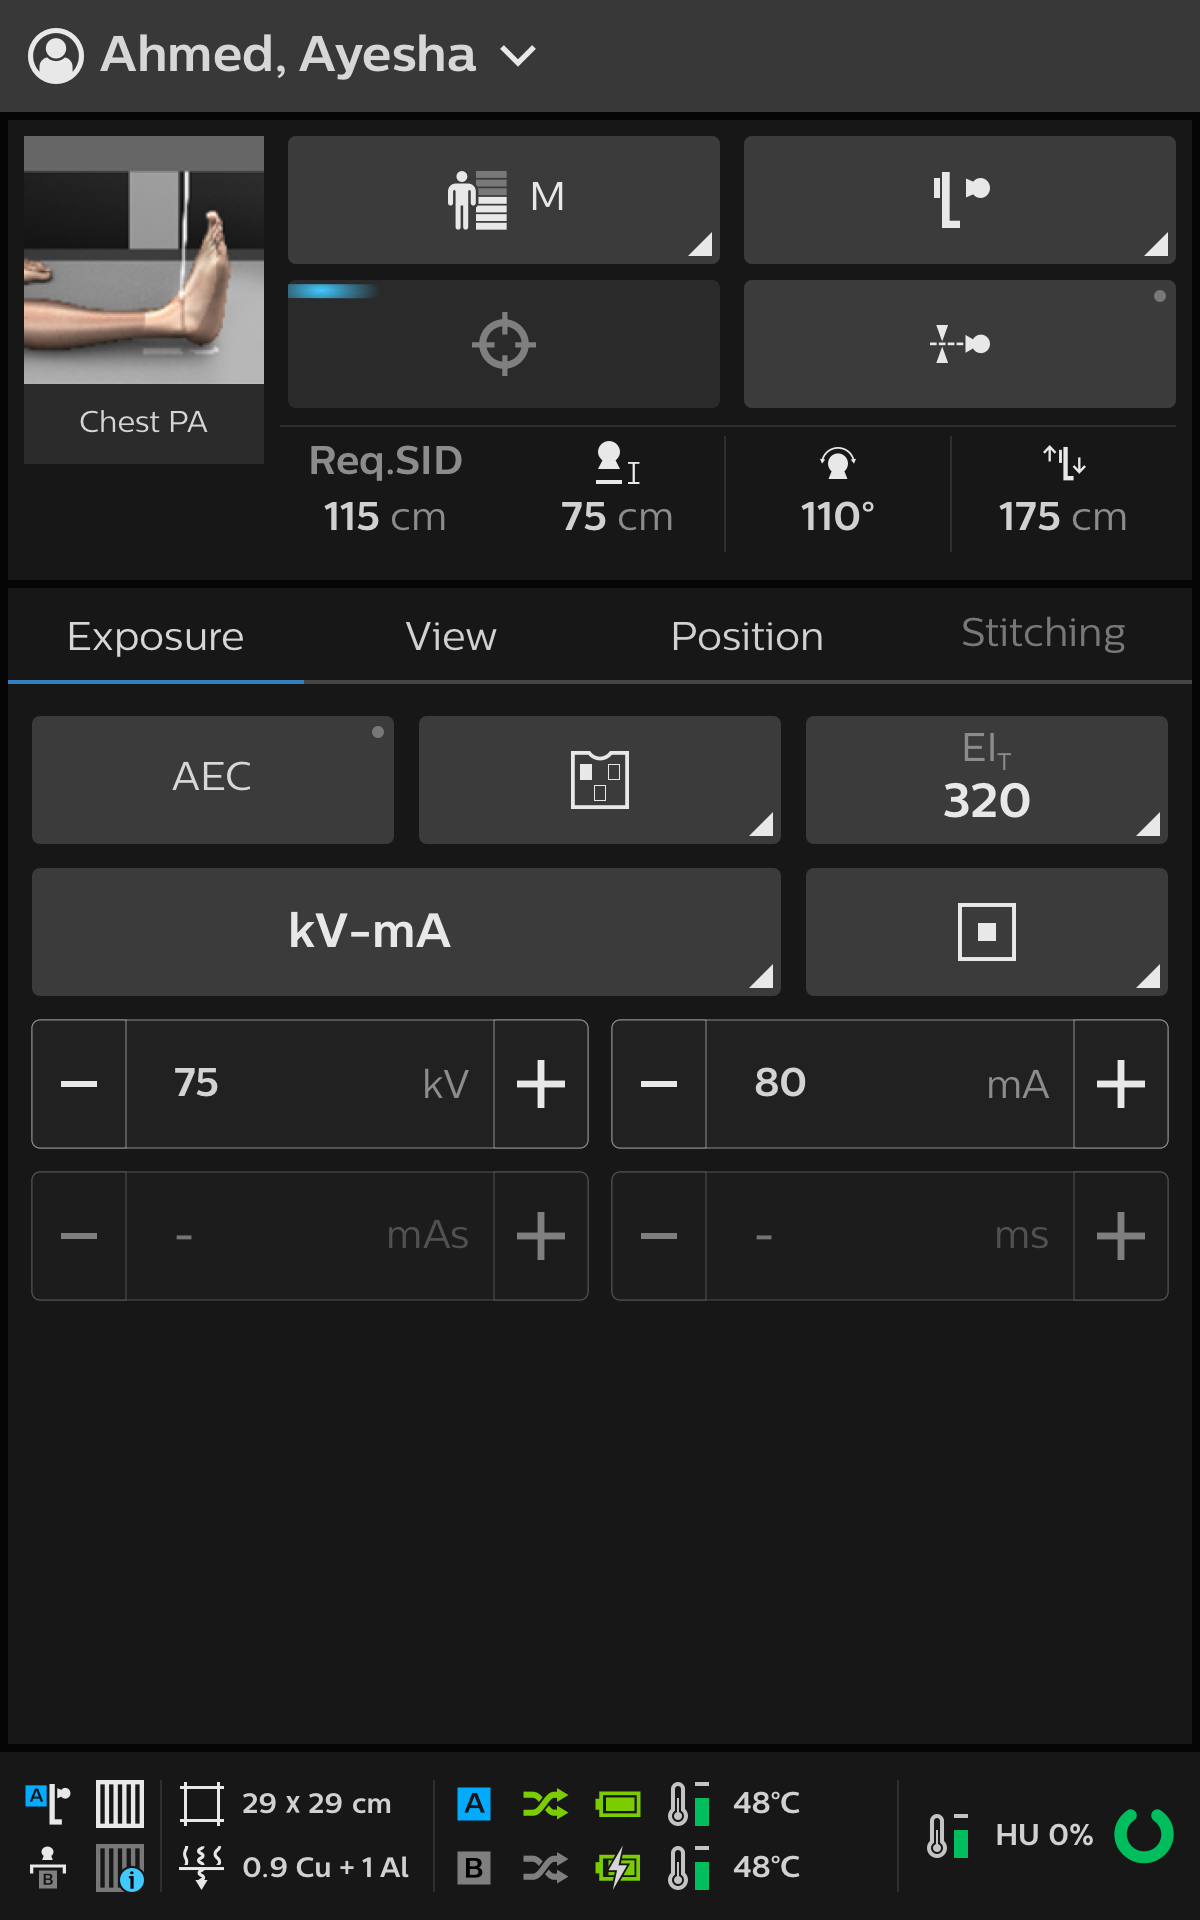 Ahmed, Ayesha
M
Chest PA
Req.SID
115 cm
75 cm
110°
175 cm
Exposure View Position Stitching
AEC
EIT
320
kV-mA
75 kV
80 mA
- mAs
- ms
A
29 x 29 cm
A
48°C
HU 0%
B
i
0.9 Cu + 1 Al
B
48°C